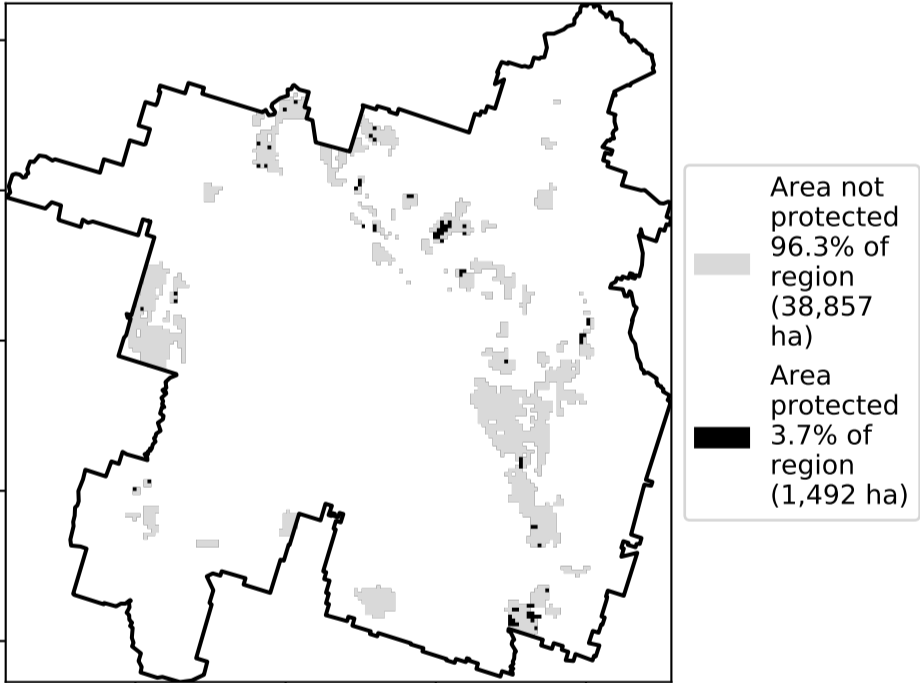 Area not
protected
96.3% of
region
(38,857
ha)
Area
protected
3.7% of
region
(1,492 ha)